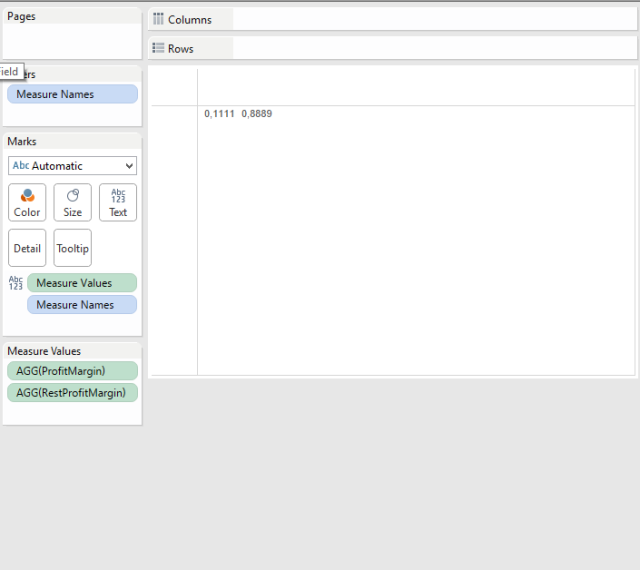 Pages
Columns
Rows
ield
ers
Measure Names
0,1111 0,8889
Marks
Abc Automatic
Color
Size
Abc
123
Text
Detail
Tooltip
Abc
123
Measure Values
Measure Names
Measure Values
AGG(ProfitMargin)
AGG(RestProfitMargin)